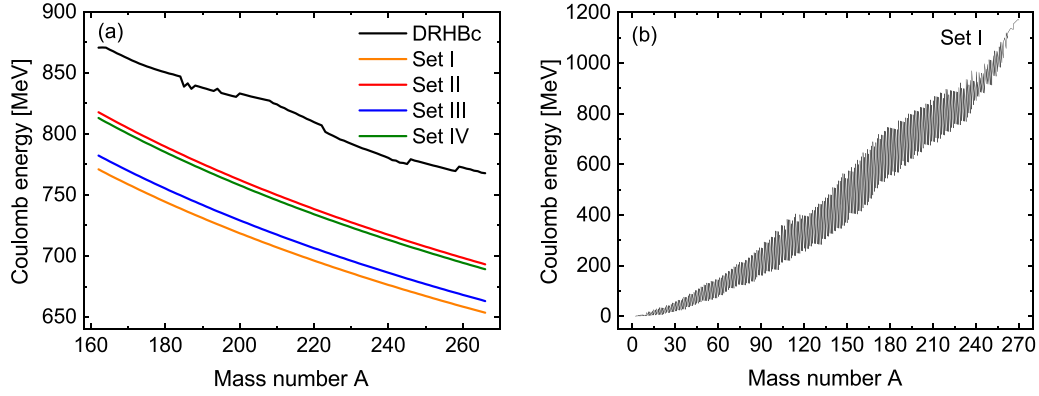 (a)
DRHBc
Set I
Set II
Set III
Set IV
900
850
800
750
700
650
Coulomb energy [MeV]
160 180 200 220 240 260
Mass number A
(b)
Set I
1200
1000
800
600
400
200
0
Coulomb energy [MeV]
0 30 60 90 120 150 180 210 240 270
Mass number A